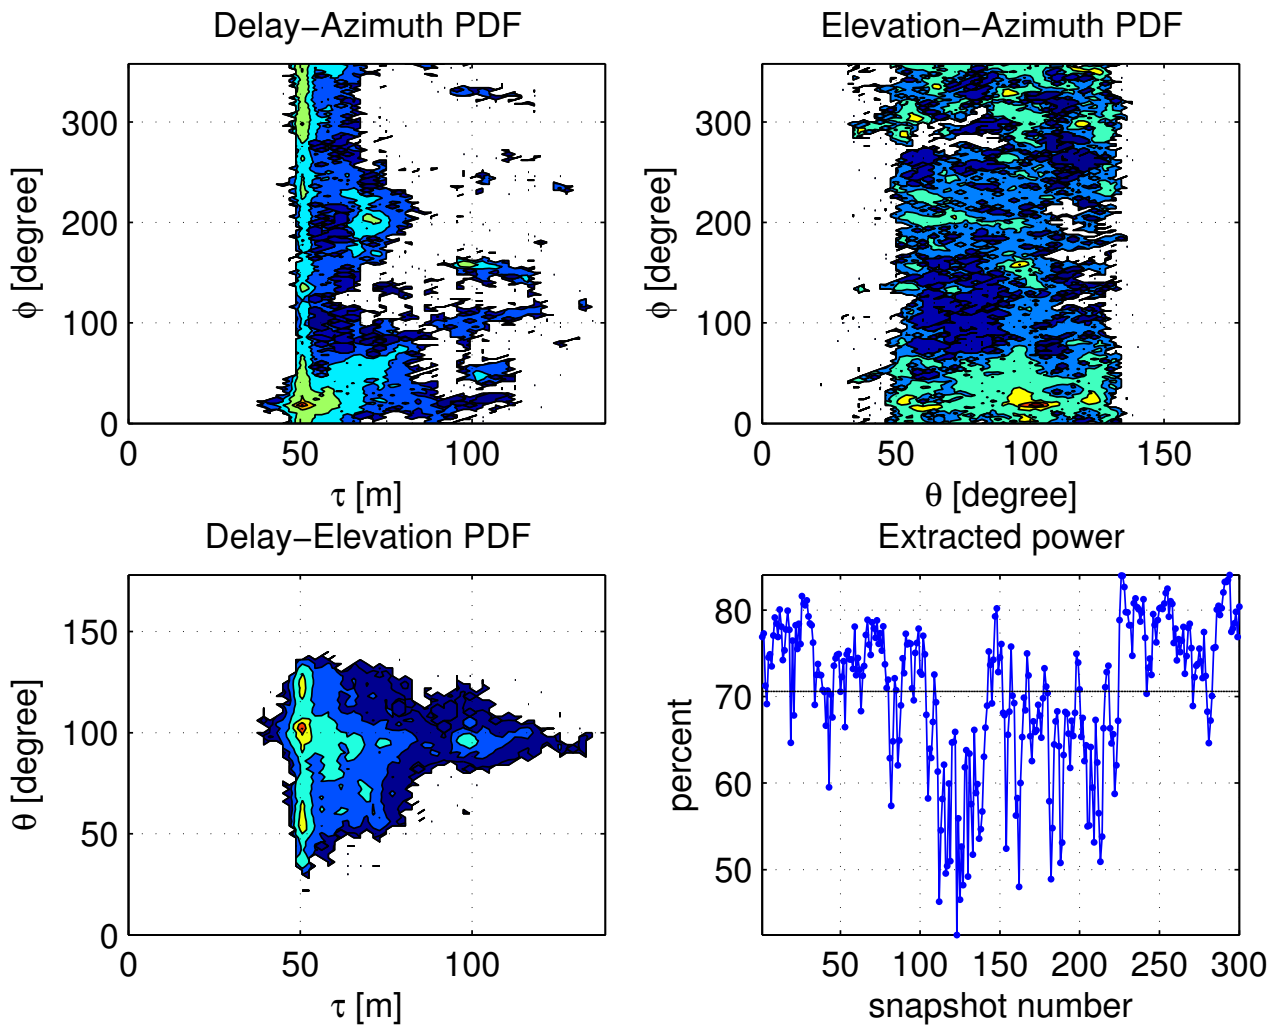 Delay−Azimuth PDF
Elevation−Azimuth PDF
ϕ [degree]
300
200
100
0
0
50
100
τ [m]
ϕ [degree]
300
200
100
0
0
50
100
150
θ [degree]
Delay−Elevation PDF
Extracted power
θ [degree]
150
100
50
0
0
50
100
τ [m]
percent
80
70
60
50
50
100
150
200
250
300
snapshot number